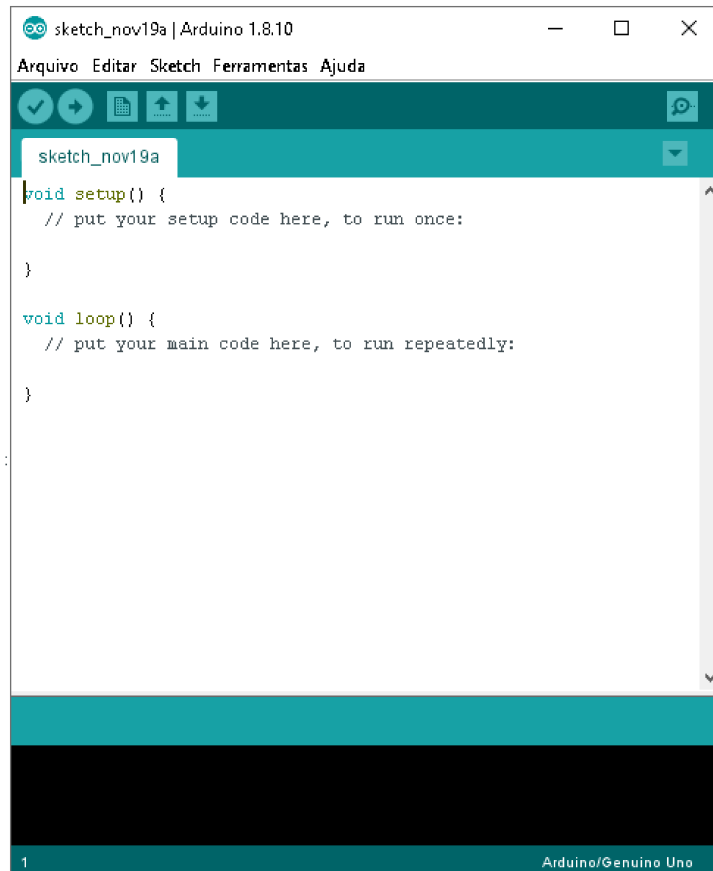 sketch_nov19a | Arduino 1.8.10
Arquivo Editar Sketch Ferramentas Ajuda
sketch_nov19a
void setup() {
  // put your setup code here, to run once:
}
void loop() {
  // put your main code here, to run repeatedly:
}
:
1 Arduino/Genuino Uno